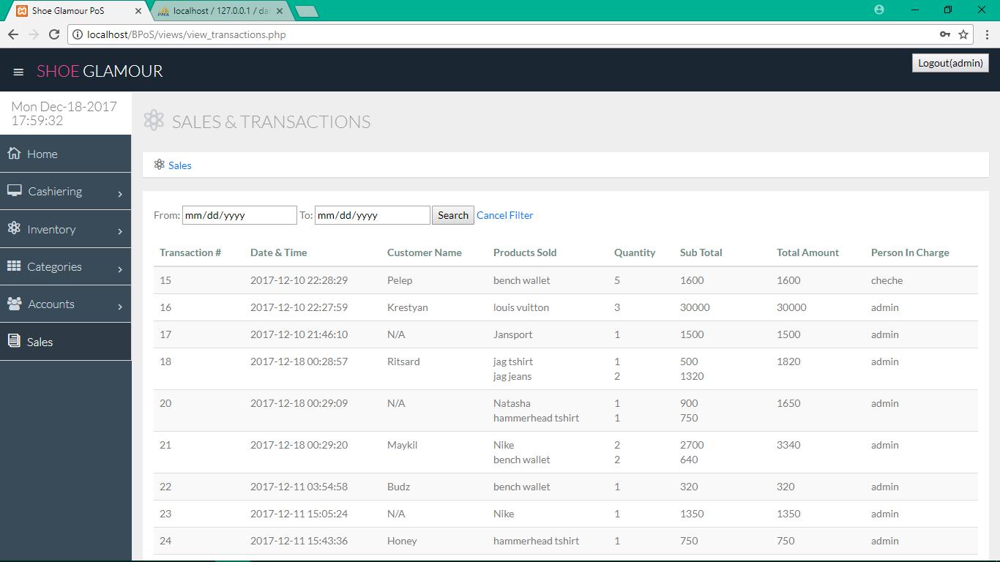 Shoe Glamour PoS
localhost / 127.0.0.1 / da
localhost/BPoS/views/view_transactions.php
SHOE GLAMOUR
Logout(admin)
Mon Dec-18-2017
17:59:32
Home
Cashiering
Inventory
Categories
Accounts
Sales
SALES & TRANSACTIONS
Sales
From: mm/dd/yyyy To: mm/dd/yyyy Search Cancel Filter
Transaction # Date & Time Customer Name Products Sold Quantity Sub Total Total Amount Person In Charge
15 2017-12-10 22:28:29 Pelep bench wallet 5 1600 1600 cheche
16 2017-12-10 22:27:59 Krestyan louis vuitton 3 30000 30000 admin
17 2017-12-10 21:46:10 N/A Jansport 1 1500 1500 admin
18 2017-12-18 00:28:57 Ritsard jag tshirt 1 500 1820 admin
jag jeans 2 1320
20 2017-12-18 00:29:09 N/A Natasha 1 900 1650 admin
hammerhead tshirt 1 750
21 2017-12-18 00:29:20 Maykil Nike 2 2700 3340 admin
bench wallet 2 640
22 2017-12-11 03:54:58 Budz bench wallet 1 320 320 admin
23 2017-12-11 15:05:24 N/A Nike 1 1350 1350 admin
24 2017-12-11 15:43:36 Honey hammerhead tshirt 1 750 750 admin